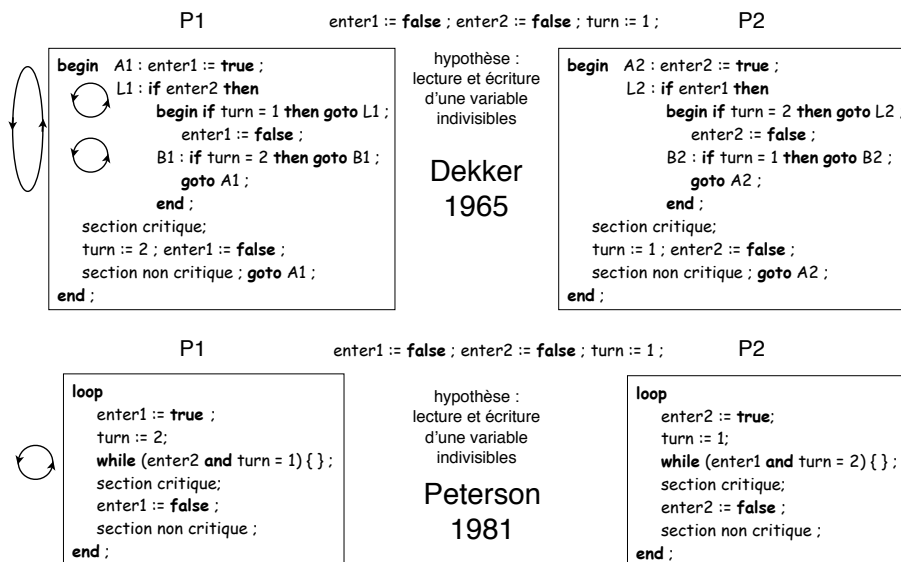 P1
enter1 := false ; enter2 := false ; turn := 1 ;
P2
begin A1 : enter1 := true ;
L1 : if enter2 then
begin if turn = 1 then goto L1 ;
enter1 := false ;
B1 : if turn = 2 then goto B1 ;
goto A1 ;
end ;
section critique;
turn := 2 ; enter1 := false ;
section non critique ; goto A1 ;
end ;
hypothèse :
lecture et écriture
d'une variable
indivisibles
Dekker
1965
begin A2 : enter2 := true ;
L2 : if enter1 then
begin if turn = 2 then goto L2 ;
enter2 := false ;
B2 : if turn = 1 then goto B2 ;
goto A2 ;
end ;
section critique;
turn := 1 ; enter2 := false ;
section non critique ; goto A2 ;
end ;
P1
enter1 := false ; enter2 := false ; turn := 1 ;
P2
loop
enter1 := true ;
turn := 2;
while (enter2 and turn = 1) { } ;
section critique;
enter1 := false ;
section non critique ;
end ;
hypothèse :
lecture et écriture
d'une variable
indivisibles
Peterson
1981
loop
enter2 := true;
turn := 1;
while (enter1 and turn = 2) { } ;
section critique;
enter2 := false ;
section non critique ;
end ;